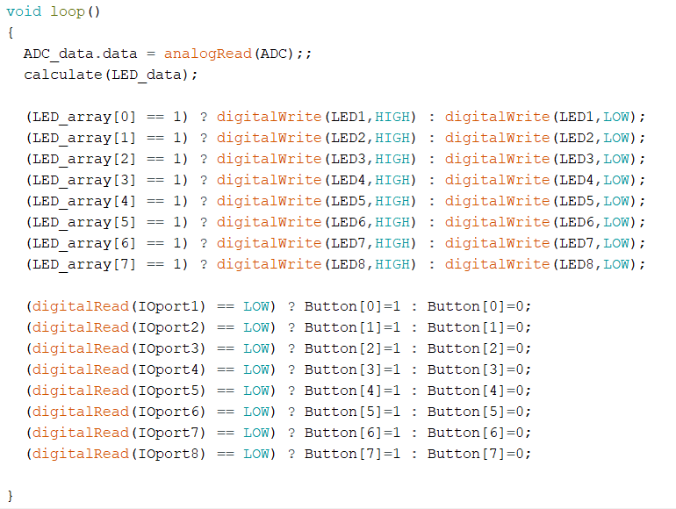 void loop()
{
  ADC_data.data = analogRead(ADC);;
  calculate(LED_data);

  (LED_array[0] == 1) ? digitalWrite(LED1,HIGH) : digitalWrite(LED1,LOW);
  (LED_array[1] == 1) ? digitalWrite(LED2,HIGH) : digitalWrite(LED2,LOW);
  (LED_array[2] == 1) ? digitalWrite(LED3,HIGH) : digitalWrite(LED3,LOW);
  (LED_array[3] == 1) ? digitalWrite(LED4,HIGH) : digitalWrite(LED4,LOW);
  (LED_array[4] == 1) ? digitalWrite(LED5,HIGH) : digitalWrite(LED5,LOW);
  (LED_array[5] == 1) ? digitalWrite(LED6,HIGH) : digitalWrite(LED6,LOW);
  (LED_array[6] == 1) ? digitalWrite(LED7,HIGH) : digitalWrite(LED7,LOW);
  (LED_array[7] == 1) ? digitalWrite(LED8,HIGH) : digitalWrite(LED8,LOW);

  (digitalRead(IOport1) == LOW) ? Button[0]=1 : Button[0]=0;
  (digitalRead(IOport2) == LOW) ? Button[1]=1 : Button[1]=0;
  (digitalRead(IOport3) == LOW) ? Button[2]=1 : Button[2]=0;
  (digitalRead(IOport4) == LOW) ? Button[3]=1 : Button[3]=0;
  (digitalRead(IOport5) == LOW) ? Button[4]=1 : Button[4]=0;
  (digitalRead(IOport6) == LOW) ? Button[5]=1 : Button[5]=0;
  (digitalRead(IOport7) == LOW) ? Button[6]=1 : Button[6]=0;
  (digitalRead(IOport8) == LOW) ? Button[7]=1 : Button[7]=0;

}